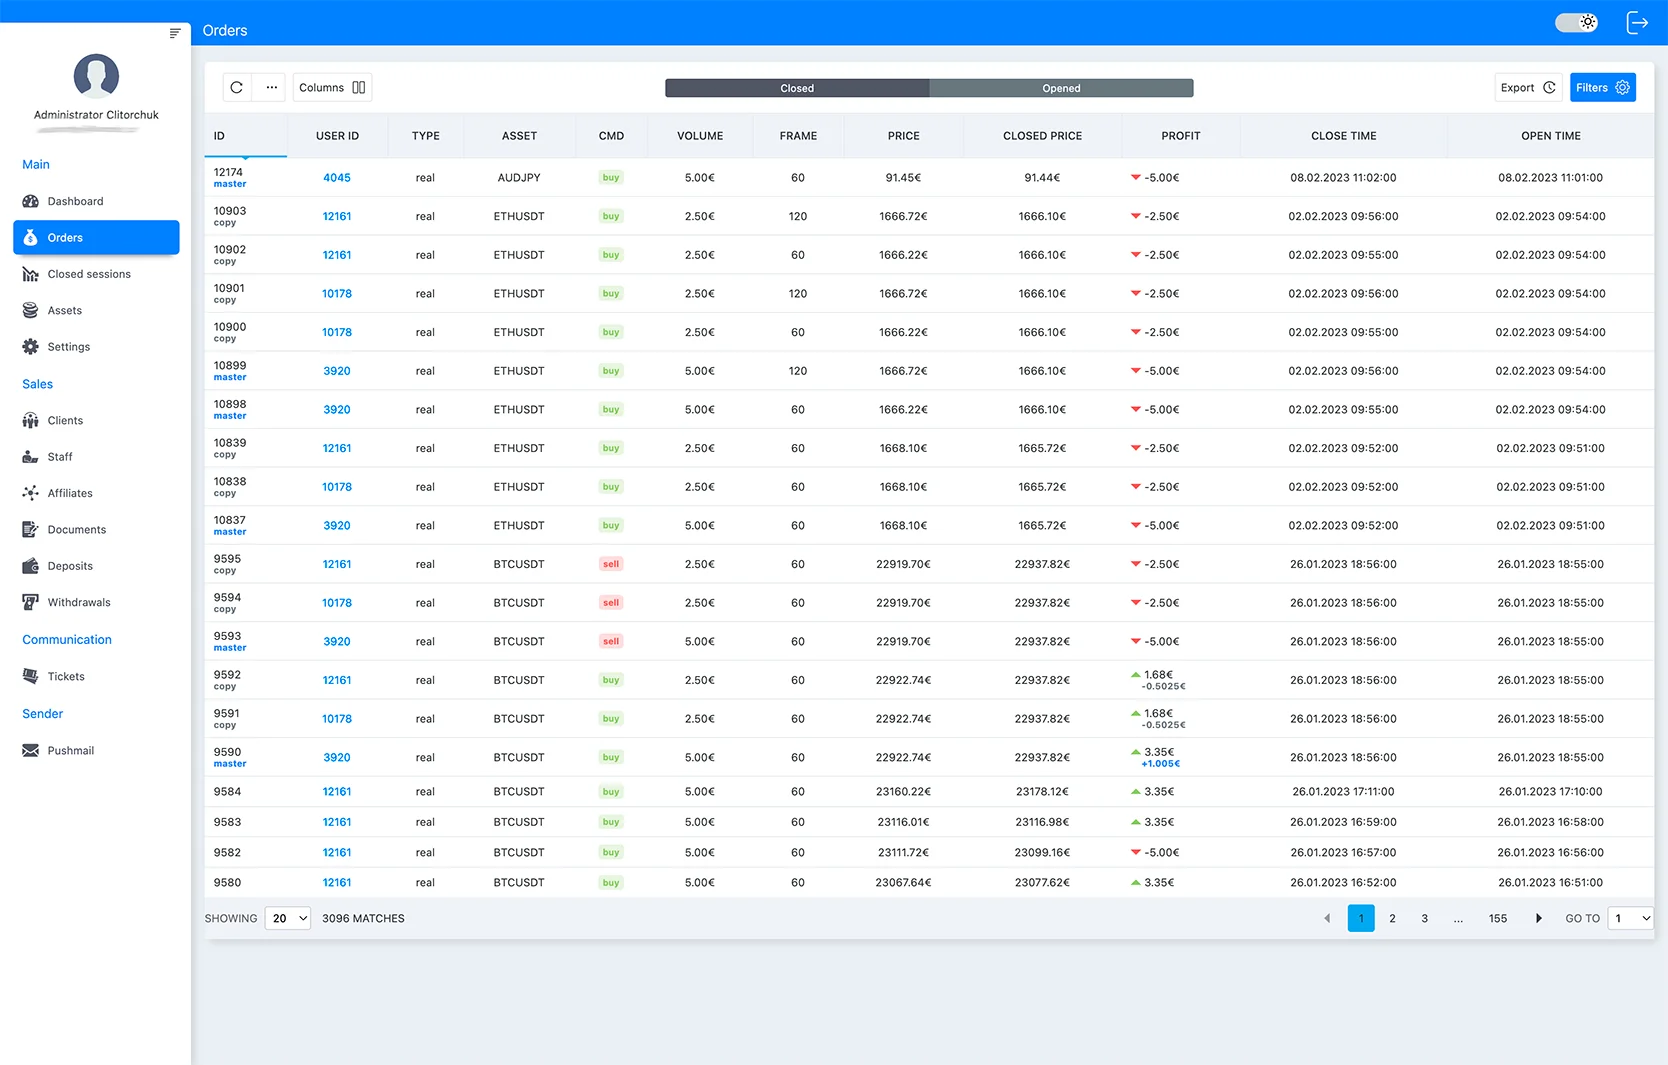 Orders
Administrator Clitorchuk
Main
Dashboard
Orders
Closed sessions
Assets
Settings
Sales
Clients
Staff
Affiliates
Documents
Deposits
Withdrawals
Communication
Tickets
Sender
Pushmail
... Columns Closed Opened Export Filters
ID USER ID TYPE ASSET CMD VOLUME FRAME PRICE CLOSED PRICE PROFIT CLOSE TIME OPEN TIME
12174 master 4045 real AUDJPY buy 5.00€ 60 91.45€ 91.44€ -5.00€ 08.02.2023 11:02:00 08.02.2023 11:01:00
10903 copy 12161 real ETHUSDT buy 2.50€ 120 1666.72€ 1666.10€ -2.50€ 02.02.2023 09:56:00 02.02.2023 09:54:00
10902 copy 12161 real ETHUSDT buy 2.50€ 60 1666.22€ 1666.10€ -2.50€ 02.02.2023 09:55:00 02.02.2023 09:54:00
10901 copy 10178 real ETHUSDT buy 2.50€ 120 1666.72€ 1666.10€ -2.50€ 02.02.2023 09:56:00 02.02.2023 09:54:00
10900 copy 10178 real ETHUSDT buy 2.50€ 60 1666.22€ 1666.10€ -2.50€ 02.02.2023 09:55:00 02.02.2023 09:54:00
10899 master 3920 real ETHUSDT buy 5.00€ 120 1666.72€ 1666.10€ -5.00€ 02.02.2023 09:56:00 02.02.2023 09:54:00
10898 master 3920 real ETHUSDT buy 5.00€ 60 1666.22€ 1666.10€ -5.00€ 02.02.2023 09:55:00 02.02.2023 09:54:00
10839 copy 12161 real ETHUSDT buy 2.50€ 60 1668.10€ 1665.72€ -2.50€ 02.02.2023 09:52:00 02.02.2023 09:51:00
10838 copy 10178 real ETHUSDT buy 2.50€ 60 1668.10€ 1665.72€ -2.50€ 02.02.2023 09:52:00 02.02.2023 09:51:00
10837 master 3920 real ETHUSDT buy 5.00€ 60 1668.10€ 1665.72€ -5.00€ 02.02.2023 09:52:00 02.02.2023 09:51:00
9595 copy 12161 real BTCUSDT sell 2.50€ 60 22919.70€ 22937.82€ -2.50€ 26.01.2023 18:56:00 26.01.2023 18:55:00
9594 copy 10178 real BTCUSDT sell 2.50€ 60 22919.70€ 22937.82€ -2.50€ 26.01.2023 18:56:00 26.01.2023 18:55:00
9593 master 3920 real BTCUSDT sell 5.00€ 60 22919.70€ 22937.82€ -5.00€ 26.01.2023 18:56:00 26.01.2023 18:55:00
9592 copy 12161 real BTCUSDT buy 2.50€ 60 22922.74€ 22937.82€ 1.68€ -0.5025€ 26.01.2023 18:56:00 26.01.2023 18:55:00
9591 copy 10178 real BTCUSDT buy 2.50€ 60 22922.74€ 22937.82€ 1.68€ -0.5025€ 26.01.2023 18:56:00 26.01.2023 18:55:00
9590 master 3920 real BTCUSDT buy 5.00€ 60 22922.74€ 22937.82€ 3.35€ +1.005€ 26.01.2023 18:56:00 26.01.2023 18:55:00
9584 12161 real BTCUSDT buy 5.00€ 60 23160.22€ 23178.12€ 3.35€ 26.01.2023 17:11:00 26.01.2023 17:10:00
9583 12161 real BTCUSDT buy 5.00€ 60 23116.01€ 23116.98€ 3.35€ 26.01.2023 16:59:00 26.01.2023 16:58:00
9582 12161 real BTCUSDT buy 5.00€ 60 23111.72€ 23099.16€ -5.00€ 26.01.2023 16:57:00 26.01.2023 16:56:00
9580 12161 real BTCUSDT buy 5.00€ 60 23067.64€ 23077.62€ 3.35€ 26.01.2023 16:52:00 26.01.2023 16:51:00
SHOWING 20 3096 MATCHES 1 2 3 ... 155 GO TO 1